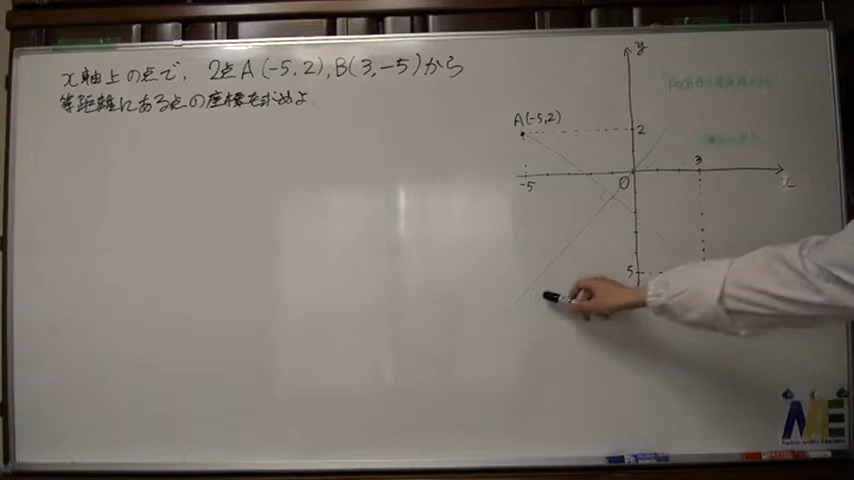 x軸上の点で、2点A(-5,2),B(3,-5)から
等距離にある点の座標を求めよ.
y
A(-5,2)
2
3
-5
O
x
5